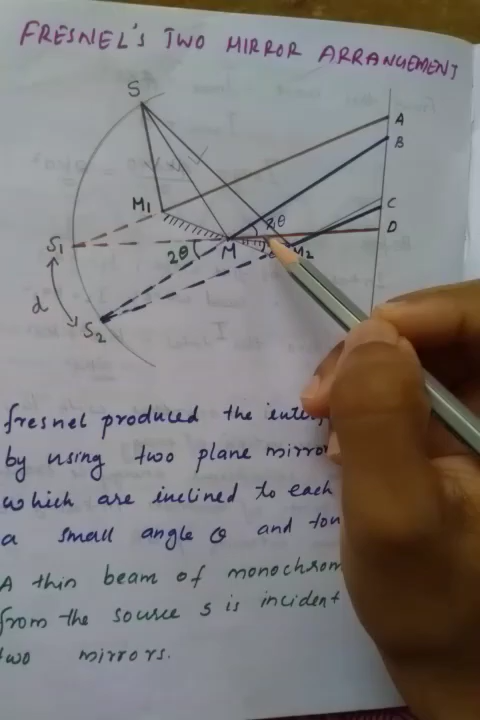 FRESNEL'S TWO MIRROR ARRANGEMENT
S
A
B
M1
C
2θ
D
S1
2θ
M
M2
d
S2
fresnel produced the
by using two plane
which are inclined to each
a small angle θ and
A thin beam of
from the source s is incident
two mirrors.